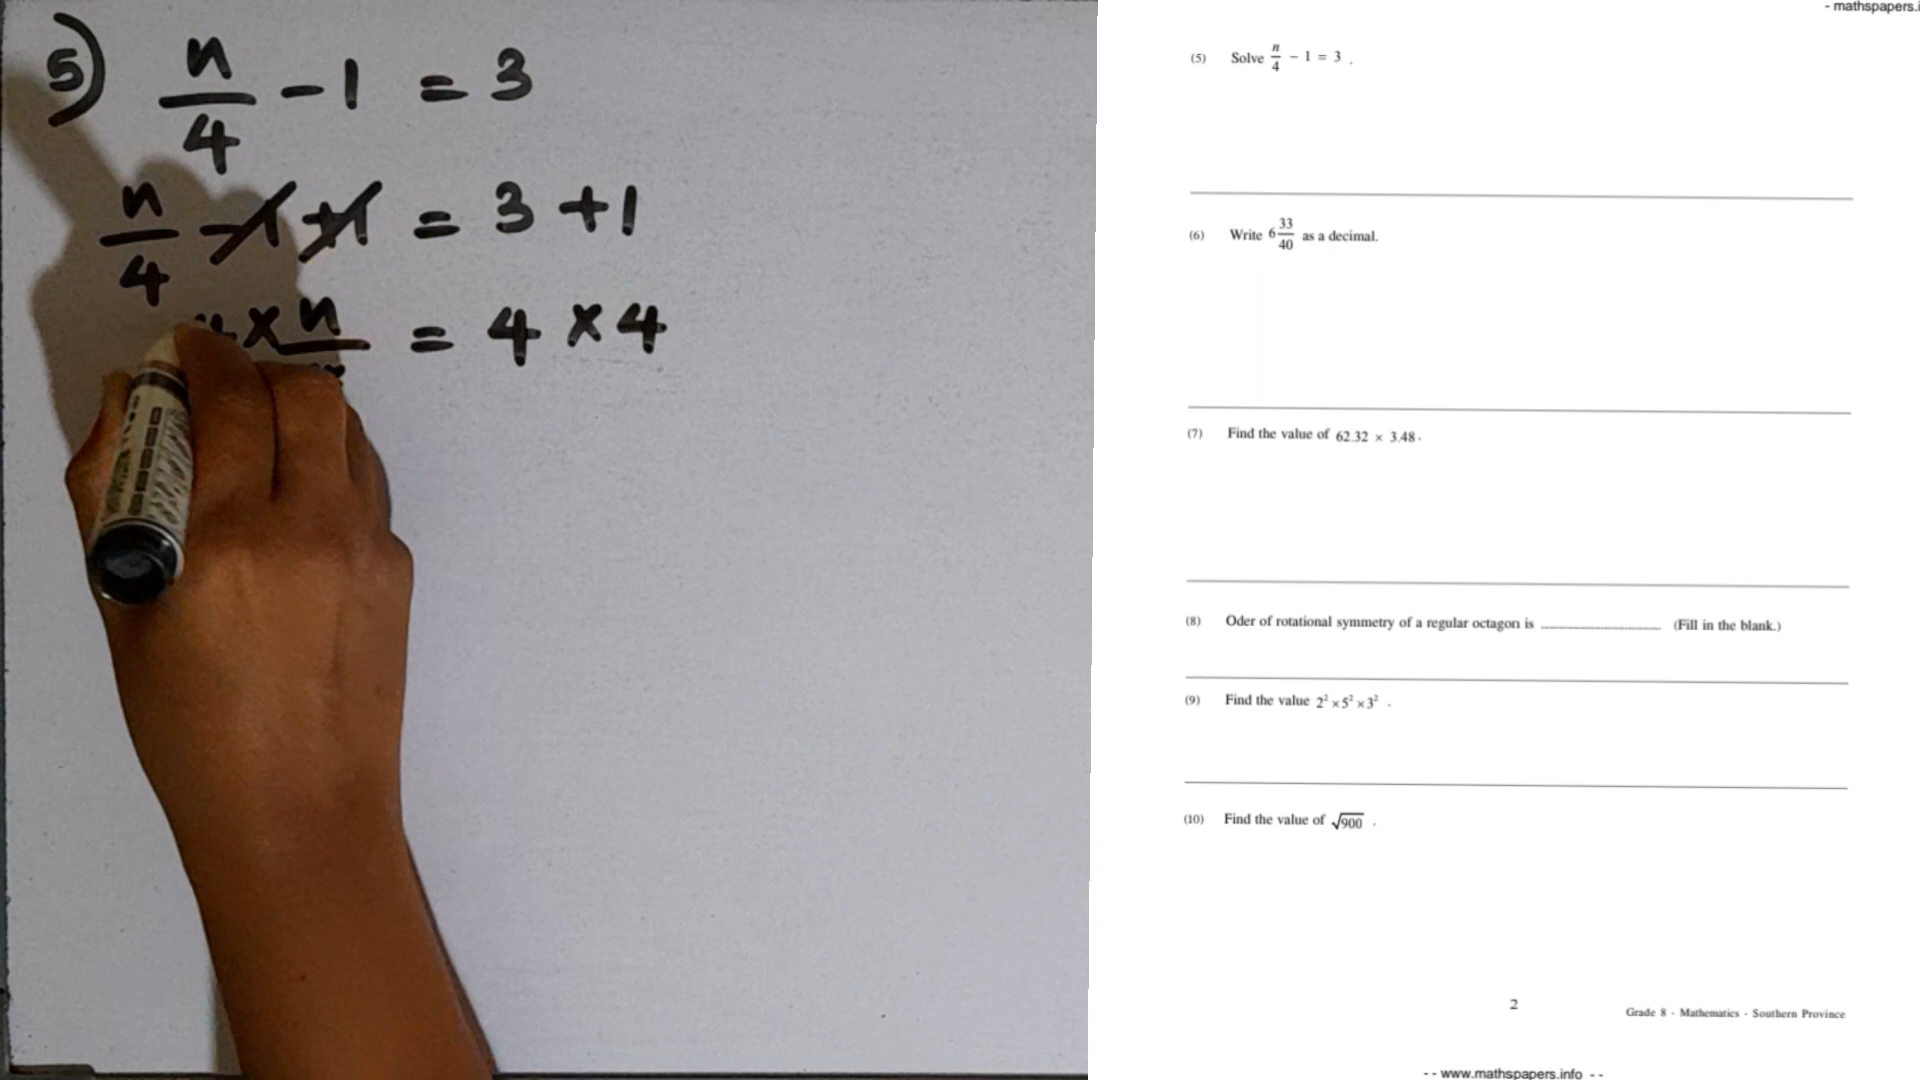 5) n/4 - 1 = 3
n/4 - 1 + 1 = 3 + 1
4 × n/ = 4 × 4
- mathspapers.i
(5) Solve n/4 - 1 = 3 .
(6) Write 6 33/40 as a decimal.
(7) Find the value of 62.32 × 3.48 .
(8) Oder of rotational symmetry of a regular octagon is .............................. (Fill in the blank.)
(9) Find the value 2² × 5² × 3² .
(10) Find the value of √900 .
2
Grade 8 - Mathematics - Southern Province
- - www.mathspapers.info - -